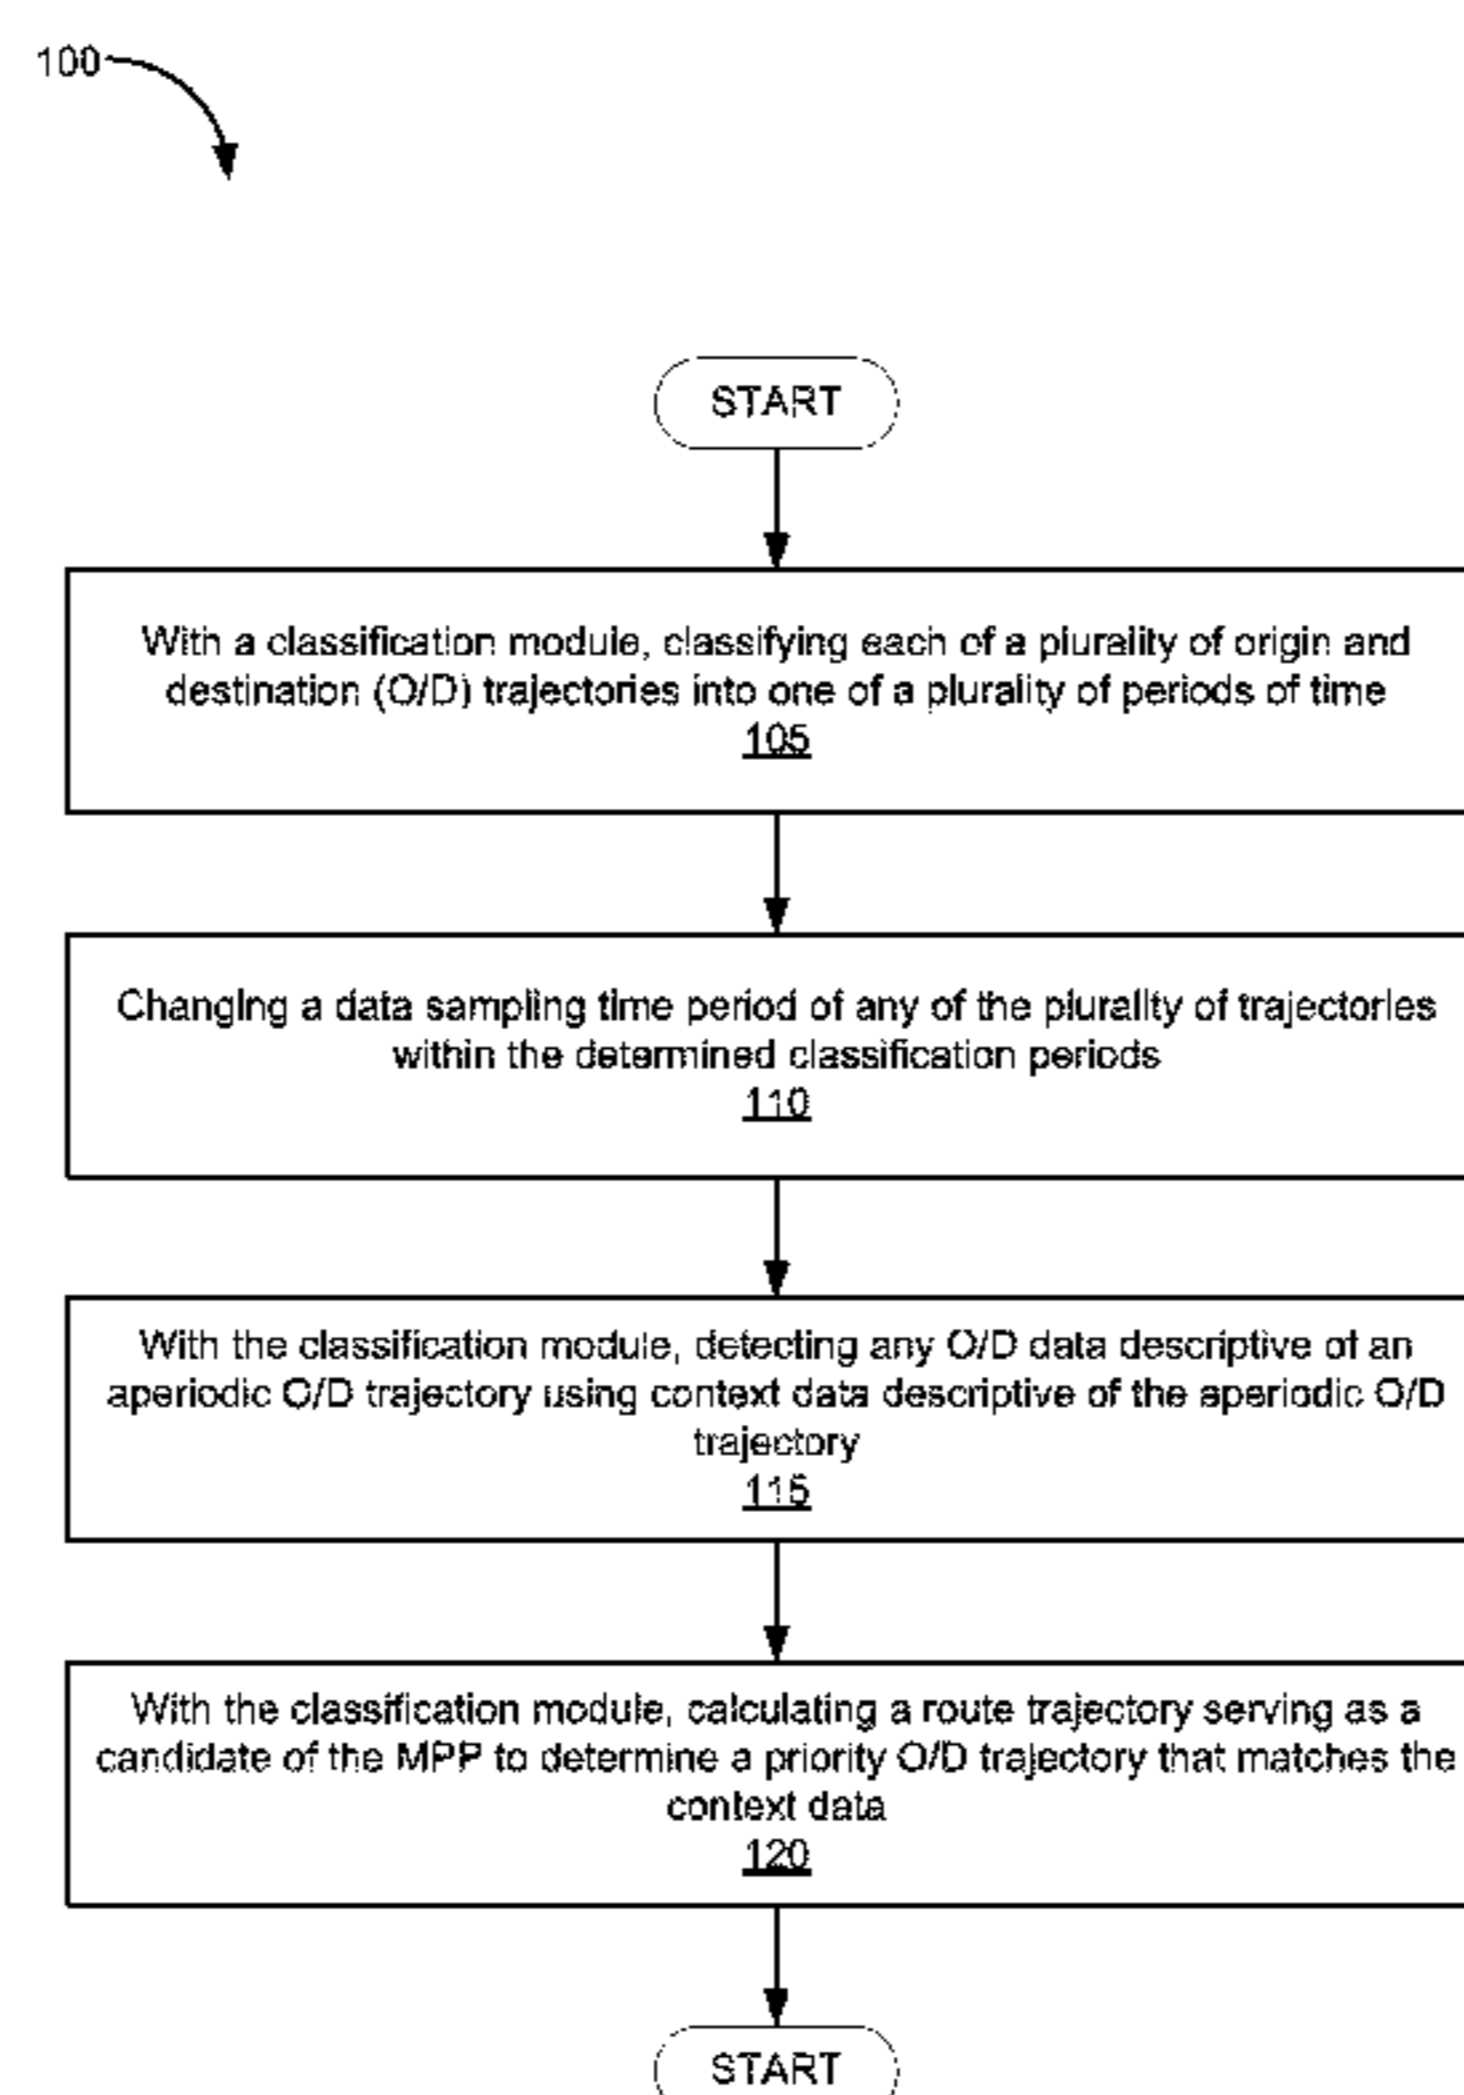 100
START
With a classification module, classifying each of a plurality of origin and
destination (O/D) trajectories into one of a plurality of periods of time
105
Changing a data sampling time period of any of the plurality of trajectories
within the determined classification periods
110
With the classification module, detecting any O/D data descriptive of an
aperiodic O/D trajectory using context data descriptive of the aperiodic O/D
trajectory
115
With the classification module, calculating a route trajectory serving as a
candidate of the MPP to determine a priority O/D trajectory that matches the
context data
120
START